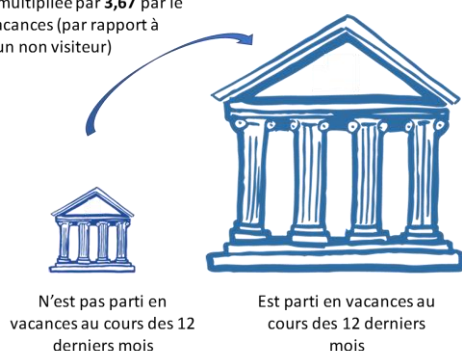 multipliée par 3,67 par le
vacances (par rapport à
un non visiteur)
N'est pas parti en
vacances au cours des 12
derniers mois
Est parti en vacances au
cours des 12 derniers
mois